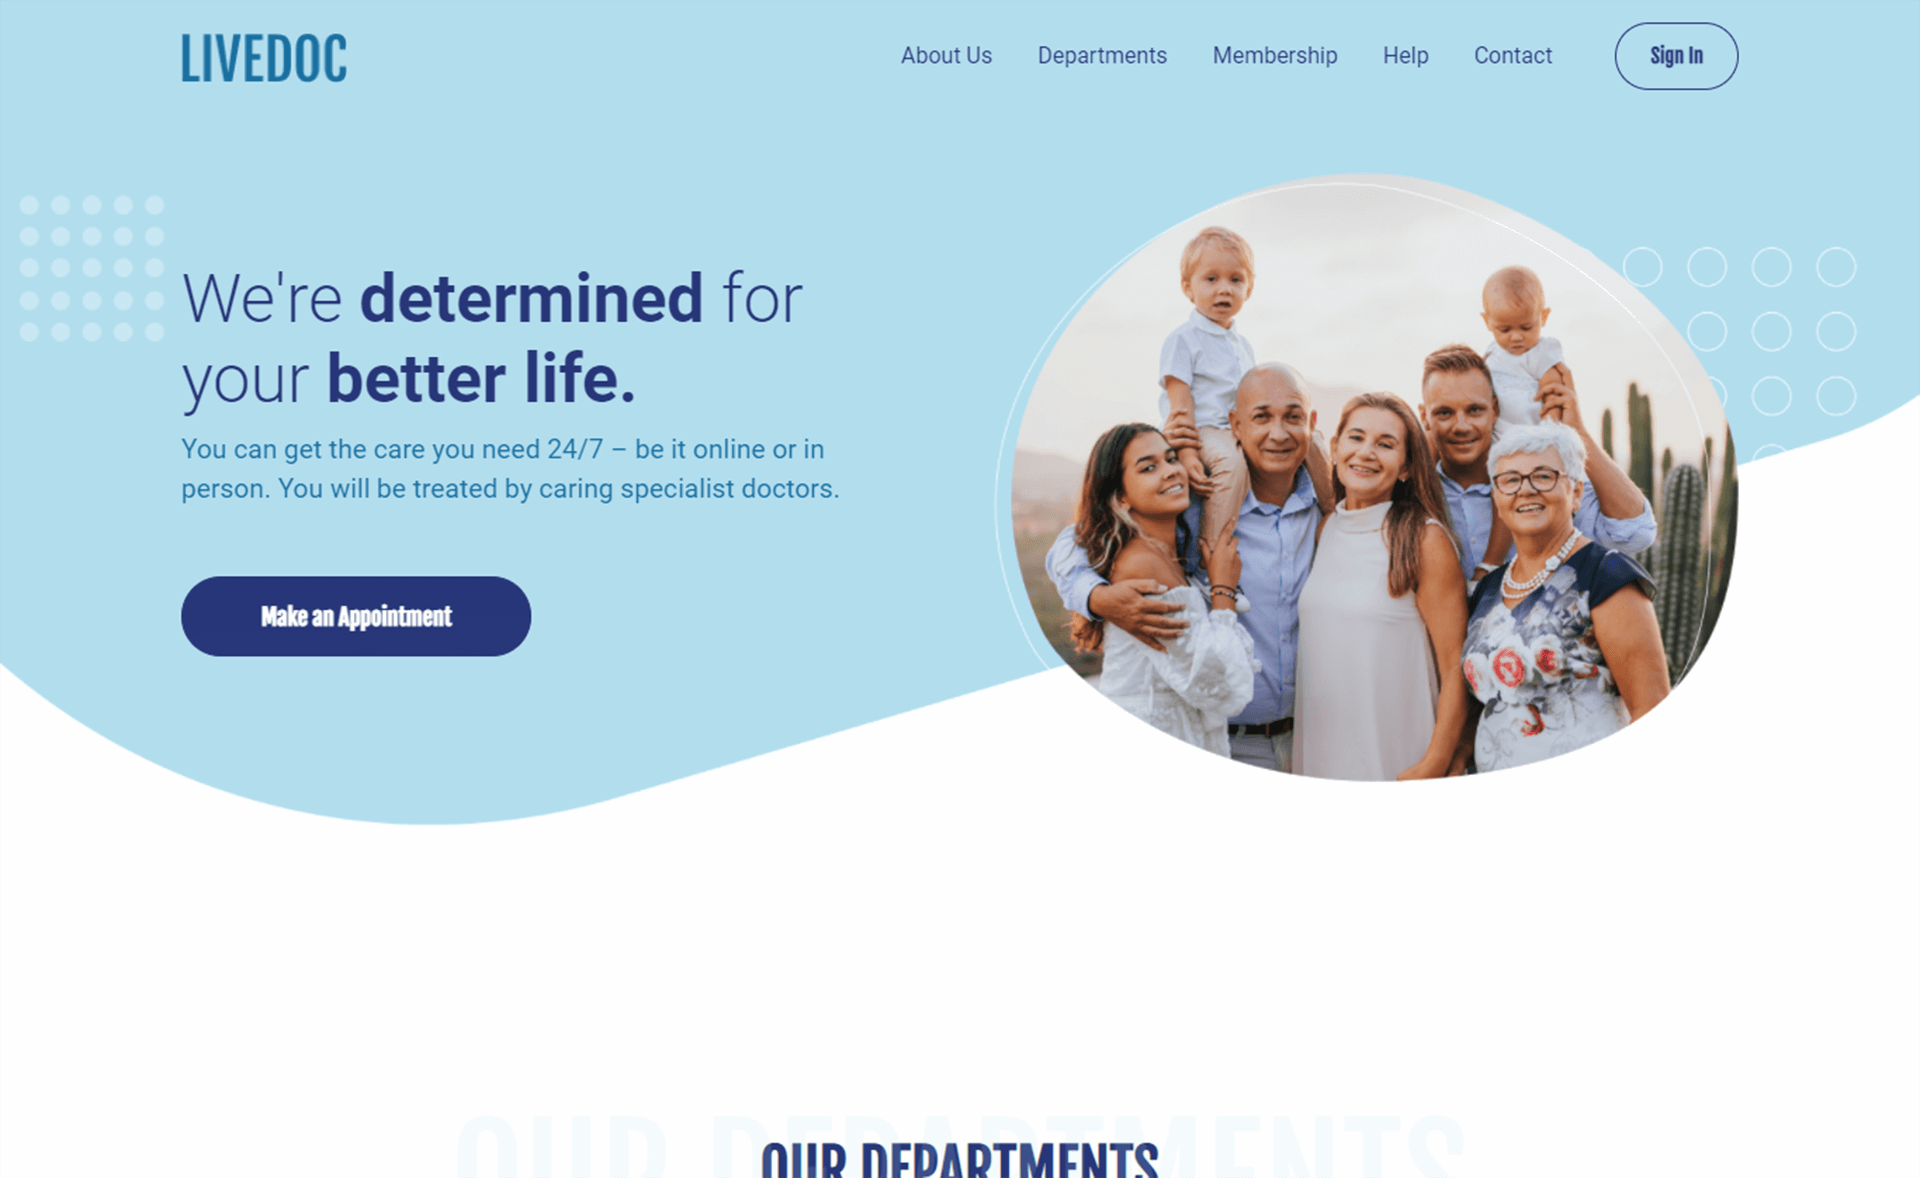 LIVEDOC
About Us Departments Membership Help Contact Sign In
We're determined for
your better life.
You can get the care you need 24/7 – be it online or in
person. You will be treated by caring specialist doctors.
Make an Appointment
OUR DEPARTMENTS
OUR DEPARTMENTS